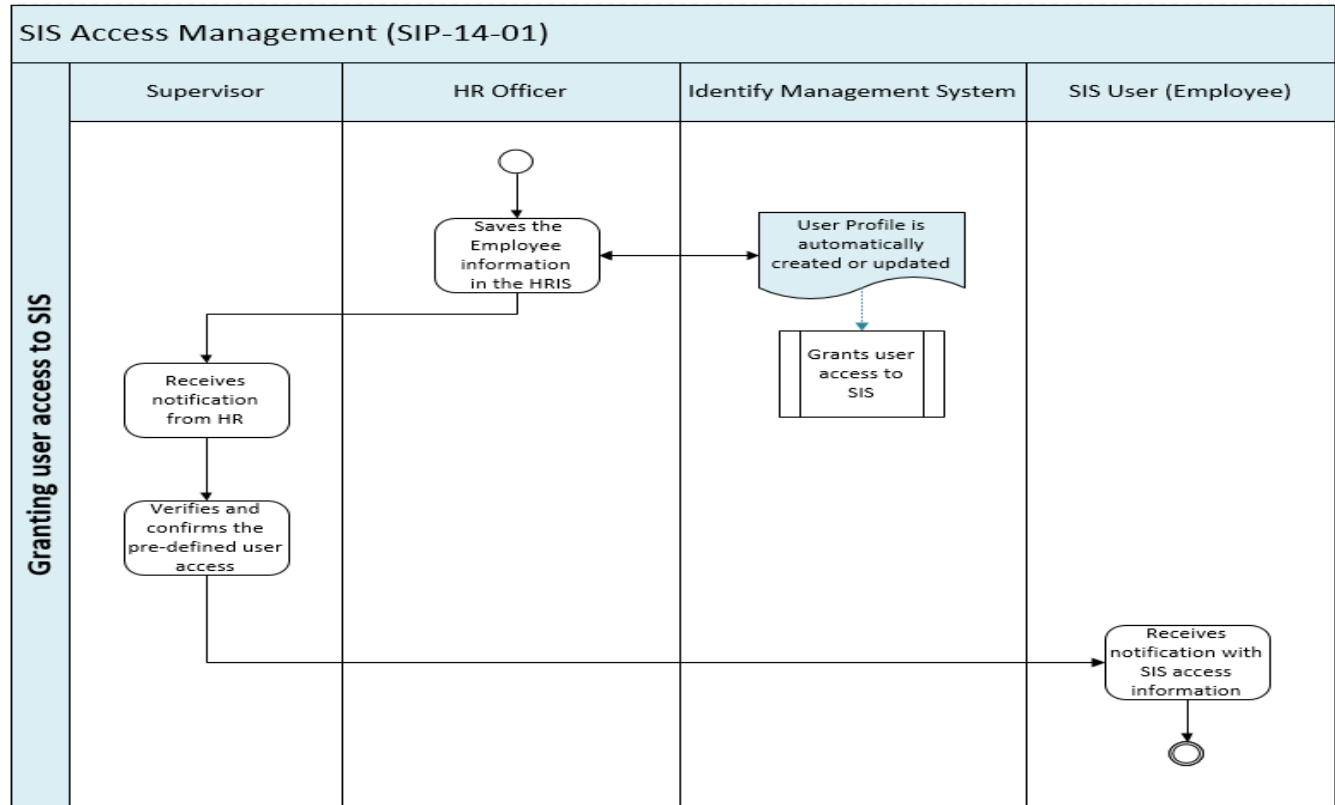 SIS Access Management (SIP-14-01)
Granting user access to SIS
Supervisor
HR Officer
Identify Management System
SIS User (Employee)
Saves the
Employee
information
in the HRIS
User Profile is
automatically
created or updated
Grants user
access to
SIS
Receives
notification
from HR
Verifies and
confirms the
pre-defined user
access
Receives
notification with
SIS access
information